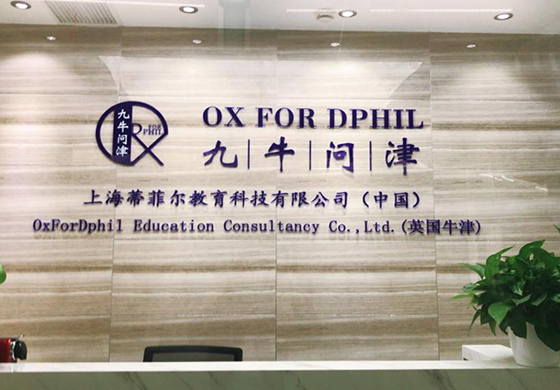 九牛问津
FOR
DPHIL
OX FOR DPHIL
九|牛|问|津
上海蒂菲尔教育科技有限公司（中国）
OxForDphil Education Consultancy Co.,Ltd.(英国牛津)